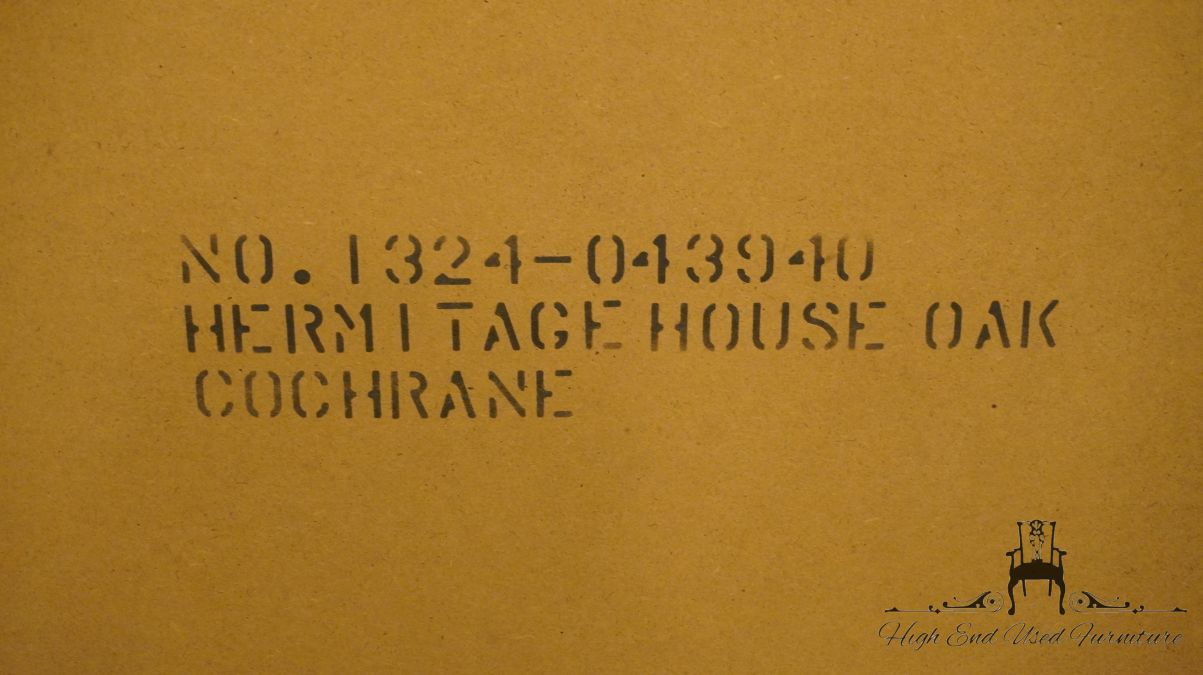 NO.1324-043940
HERMITAGE HOUSE OAK
COCHRANE
High End Used Furniture